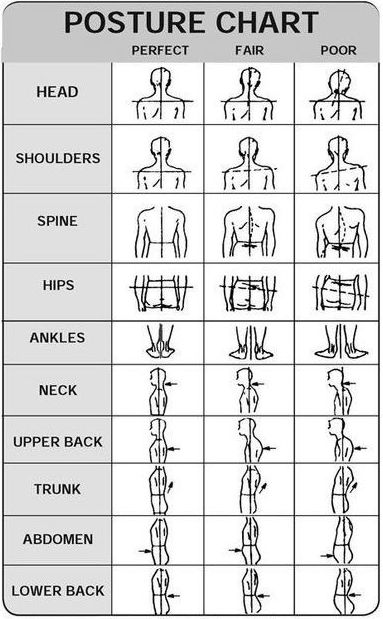 POSTURE CHART
PERFECT FAIR POOR
HEAD
SHOULDERS
SPINE
HIPS
ANKLES
NECK
UPPER BACK
TRUNK
ABDOMEN
LOWER BACK